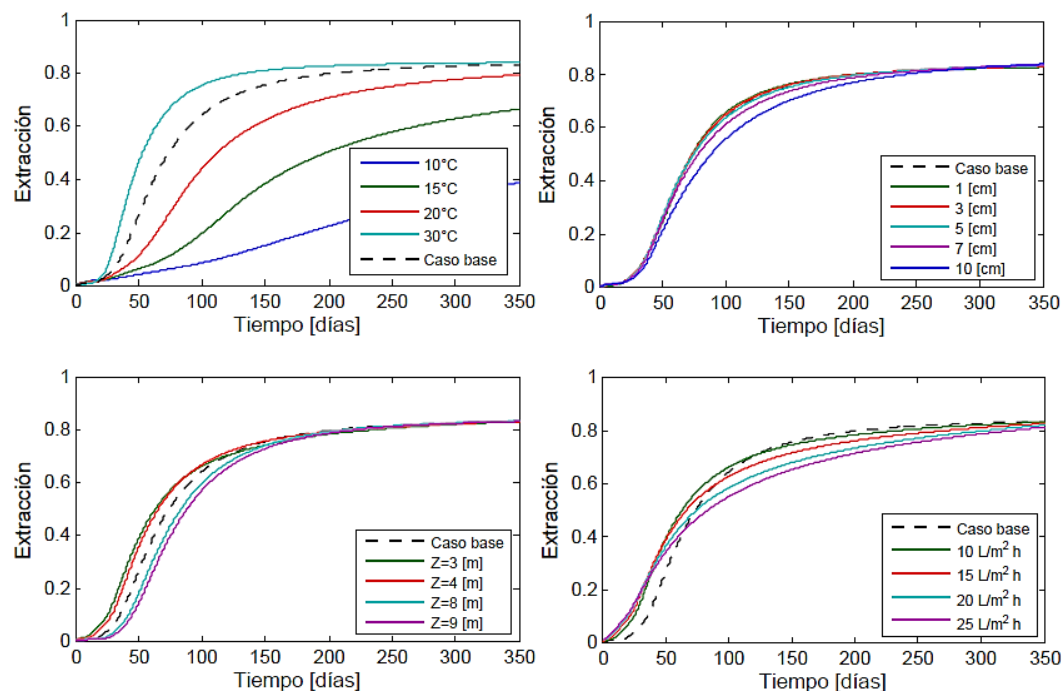 Extracción
1
0.8
0.6
0.4
0.2
0
10°C
15°C
20°C
30°C
Caso base
0 50 100 150 200 250 300 350
Tiempo [días]
Extracción
1
0.8
0.6
0.4
0.2
0
Caso base
1 [cm]
3 [cm]
5 [cm]
7 [cm]
10 [cm]
0 50 100 150 200 250 300 350
Tiempo [días]
Extracción
1
0.8
0.6
0.4
0.2
0
Caso base
Z=3 [m]
Z=4 [m]
Z=8 [m]
Z=9 [m]
0 50 100 150 200 250 300 350
Tiempo [días]
Extracción
1
0.8
0.6
0.4
0.2
0
Caso base
10 L/m² h
15 L/m² h
20 L/m² h
25 L/m² h
0 50 100 150 200 250 300 350
Tiempo [días]